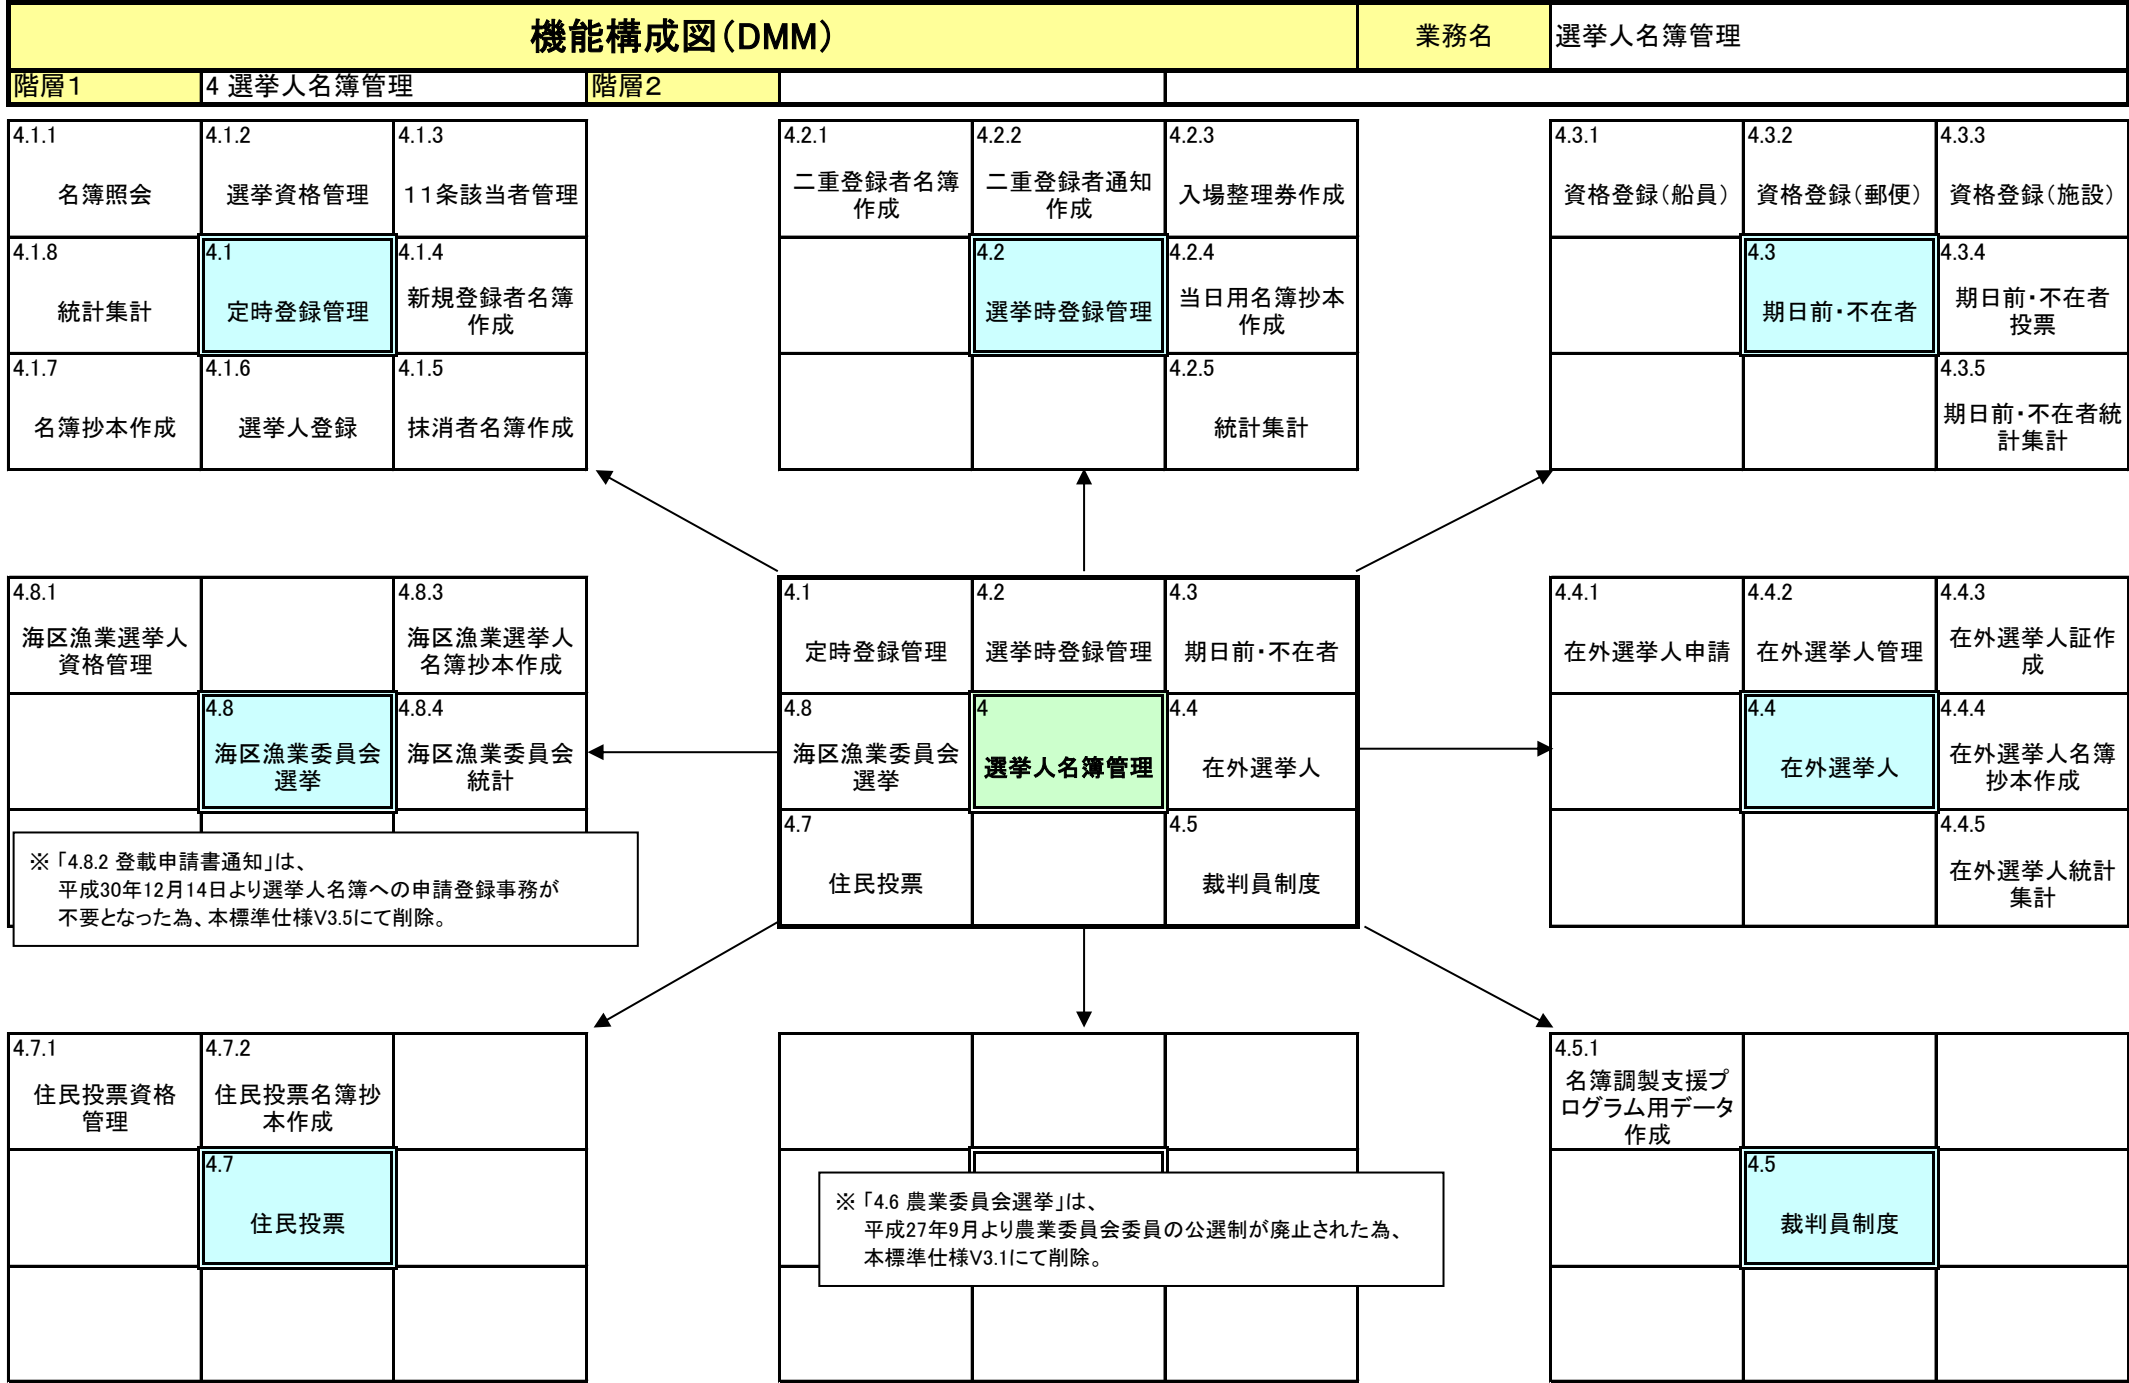 機能構成図(DMM)
業務名
選挙人名簿管理
階層1
4 選挙人名簿管理
階層2
4.1.1
名簿照会
4.1.2
選挙資格管理
4.1.3
11条該当者管理
4.1.8
統計集計
4.1
定時登録管理
4.1.4
新規登録者名簿
作成
4.1.7
名簿抄本作成
4.1.6
選挙人登録
4.1.5
抹消者名簿作成
4.2.1
二重登録者名簿
作成
4.2.2
二重登録者通知
作成
4.2.3
入場整理券作成
4.2
選挙時登録管理
4.2.4
当日用名簿抄本
作成
4.2.5
統計集計
4.3.1
資格登録(船員)
4.3.2
資格登録(郵便)
4.3.3
資格登録(施設)
4.3
期日前・不在者
4.3.4
期日前・不在者
投票
4.3.5
期日前・不在者統
計集計
4.8.1
海区漁業選挙人
資格管理
4.8.3
海区漁業選挙人
名簿抄本作成
4.8
海区漁業委員会
選挙
4.8.4
海区漁業委員会
統計
※「4.8.2 登載申請書通知」は、
平成30年12月14日より選挙人名簿への申請登録事務が
不要となった為、本標準仕様V3.5にて削除。
4.1
定時登録管理
4.2
選挙時登録管理
4.3
期日前・不在者
4.8
海区漁業委員会
選挙
4
選挙人名簿管理
4.4
在外選挙人
4.7
住民投票
4.5
裁判員制度
4.4.1
在外選挙人申請
4.4.2
在外選挙人管理
4.4.3
在外選挙人証作
成
4.4
在外選挙人
4.4.4
在外選挙人名簿
抄本作成
4.4.5
在外選挙人統計
集計
4.7.1
住民投票資格
管理
4.7.2
住民投票名簿抄
本作成
4.7
住民投票
※「4.6 農業委員会選挙」は、
平成27年9月より農業委員会委員の公選制が廃止された為、
本標準仕様V3.1にて削除。
4.5.1
名簿調製支援プ
ログラム用データ
作成
4.5
裁判員制度